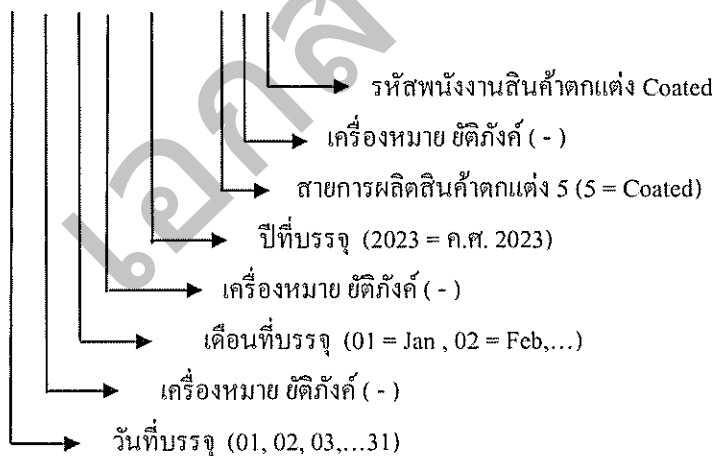 รหัสพนังงานสินค้าตกแต่ง Coated
เครื่องหมาย ยัติภังค์ ( - )
สายการผลิตสินค้าตกแต่ง 5 (5 = Coated)
ปีที่บรรจุ (2023 = ค.ศ. 2023)
เครื่องหมาย ยัติภังค์ ( - )
เดือนที่บรรจุ (01 = Jan , 02 = Feb,...)
เครื่องหมาย ยัติภังค์ ( - )
วันที่บรรจุ (01, 02, 03,...31)